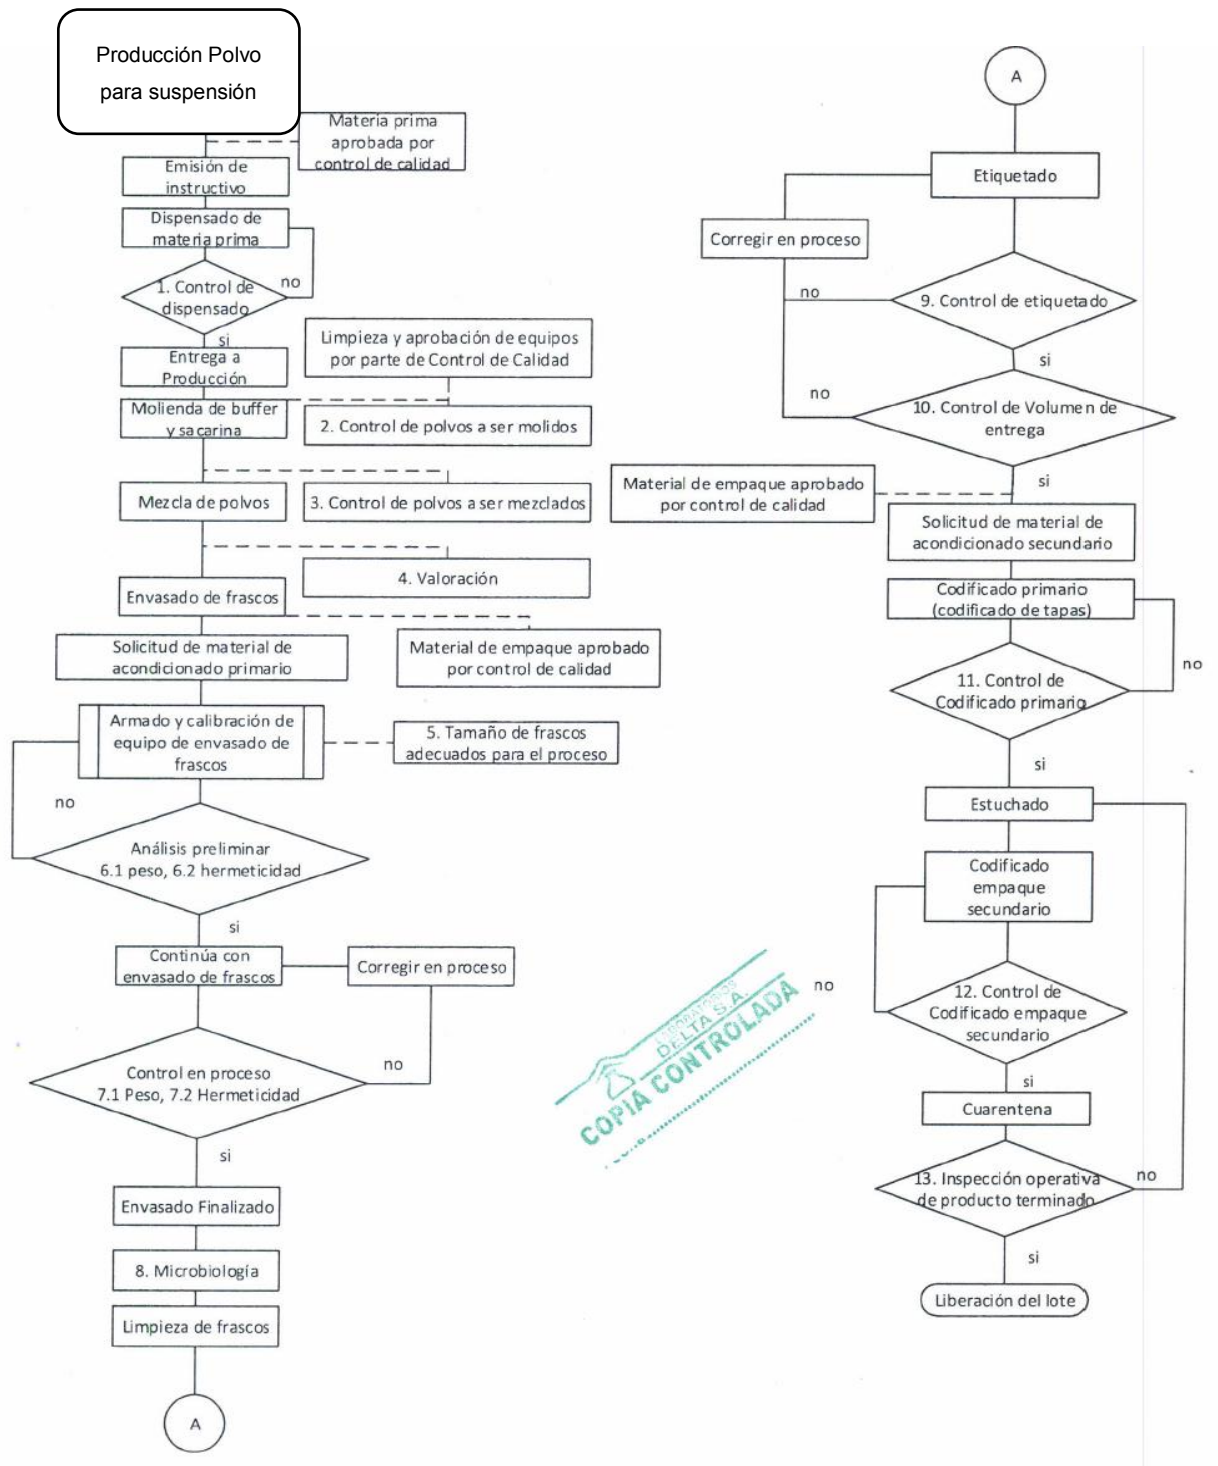 Producción Polvo
para suspensión
Materia prima
aprobada por
control de calidad
Emisión de
instructivo
Dispensado de
materia prima
no
1. Control de
dispensado
si
Entrega a
Producción
Limpieza y aprobación de equipos
por parte de Control de Calidad
Molienda de buffer
y sacarina
2. Control de polvos a ser molidos
Mezcla de polvos
3. Control de polvos a ser mezclados
4. Valoración
Envasado de frascos
Solicitud de material de
acondicionado primario
Material de empaque aprobado
por control de calidad
Armado y calibración de
equipo de envasado de
frascos
5. Tamaño de frascos
adecuados para el proceso
no
Análisis preliminar
6.1 peso, 6.2 hermeticidad
si
Continúa con
envasado de frascos
Corregir en proceso
no
Control en proceso
7.1 Peso, 7.2 Hermeticidad
si
Envasado Finalizado
8. Microbiología
Limpieza de frascos
A
A
Etiquetado
Corregir en proceso
no
9. Control de etiquetado
si
no
10. Control de Volumen de
entrega
si
Material de empaque aprobado
por control de calidad
Solicitud de material de
acondicionado secundario
Codificado primario
(codificado de tapas)
no
11. Control de
Codificado primario
si
Estuchado
Codificado
empaque
secundario
no
12. Control de
Codificado empaque
secundario
si
Cuarentena
13. Inspección operativa
de producto terminado
no
si
Liberación del lote
LABORATORIOS
DELTA S.A.
COPIA CONTROLADA